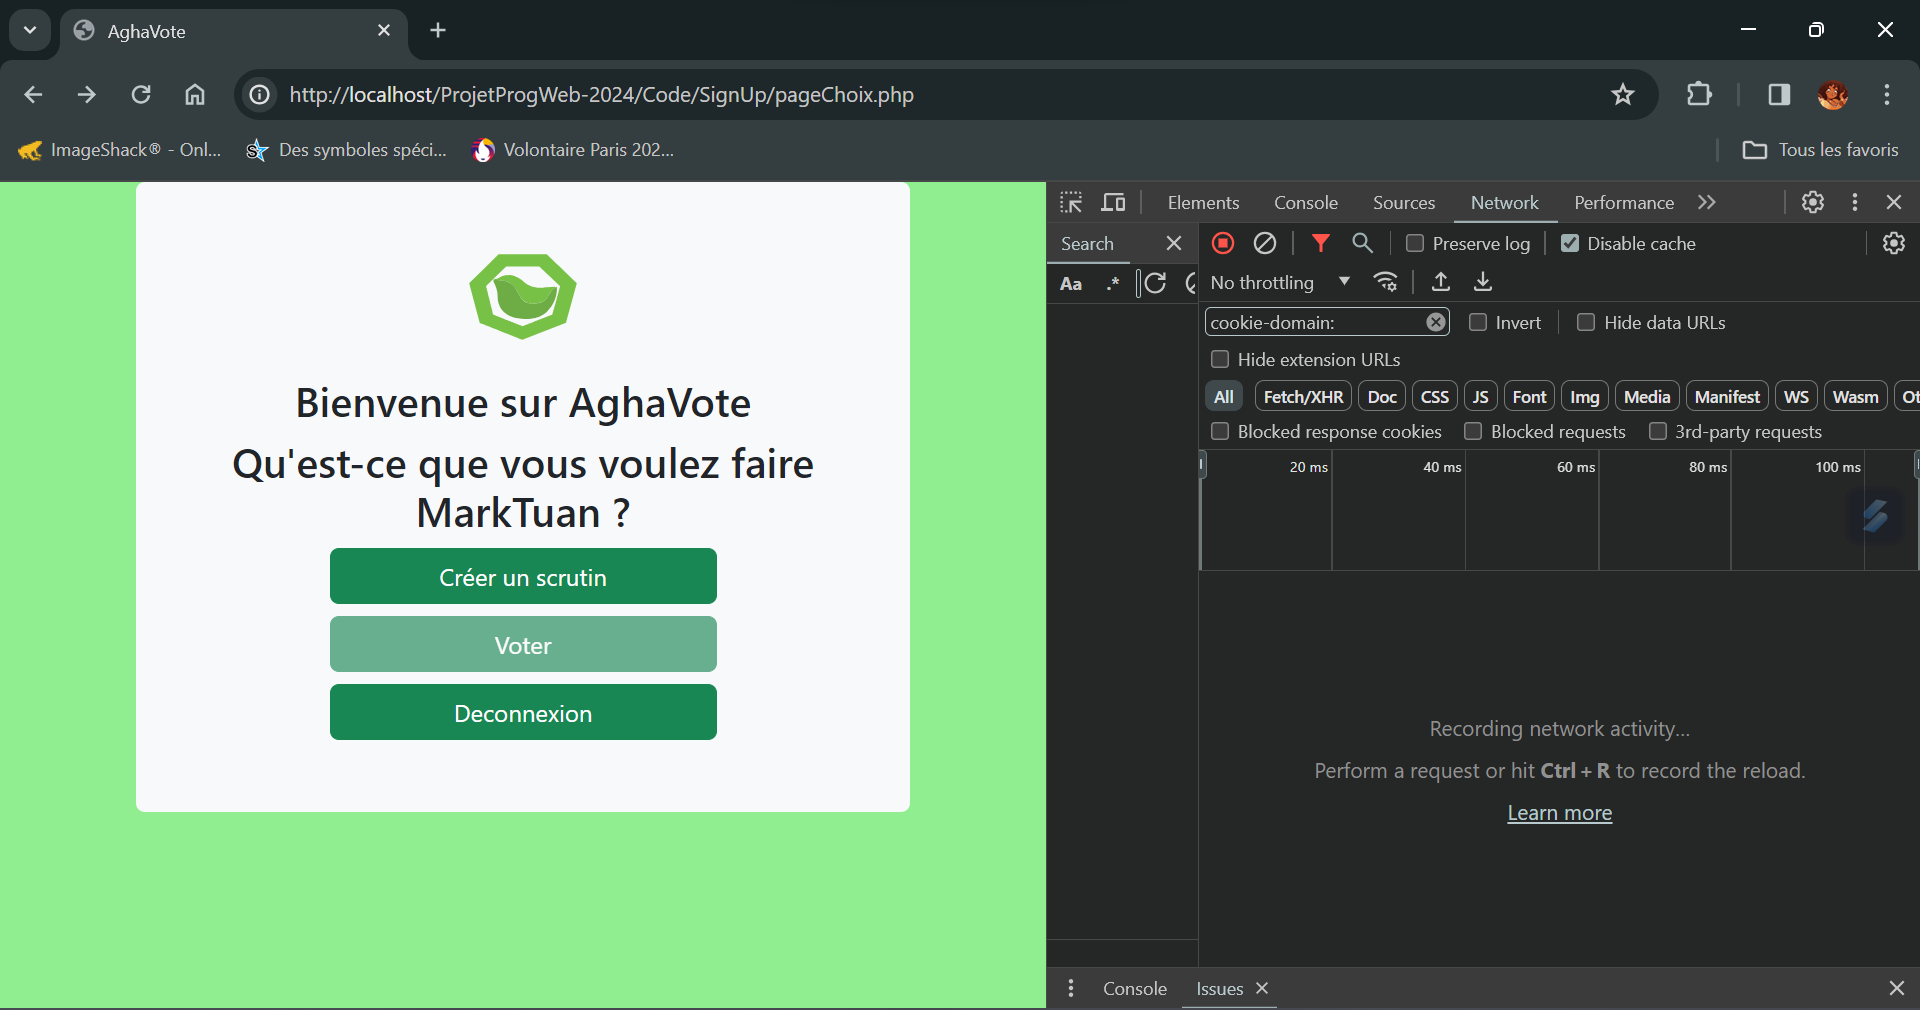 AghaVote
http://localhost/ProjetProgWeb-2024/Code/SignUp/pageChoix.php
ImageShack® - Onl...
Des symboles spéci...
Volontaire Paris 202...
Tous les favoris
Bienvenue sur AghaVote
Qu'est-ce que vous voulez faire
MarkTuan ?
Créer un scrutin
Voter
Deconnexion
Elements Console Sources Network Performance
Search
Preserve log Disable cache
Aa .*
No throttling
cookie-domain: Invert Hide data URLs
Hide extension URLs
All Fetch/XHR Doc CSS JS Font Img Media Manifest WS Wasm Ot
Blocked response cookies Blocked requests 3rd-party requests
20 ms 40 ms 60 ms 80 ms 100 ms
Recording network activity...
Perform a request or hit Ctrl + R to record the reload.
Learn more
Console Issues